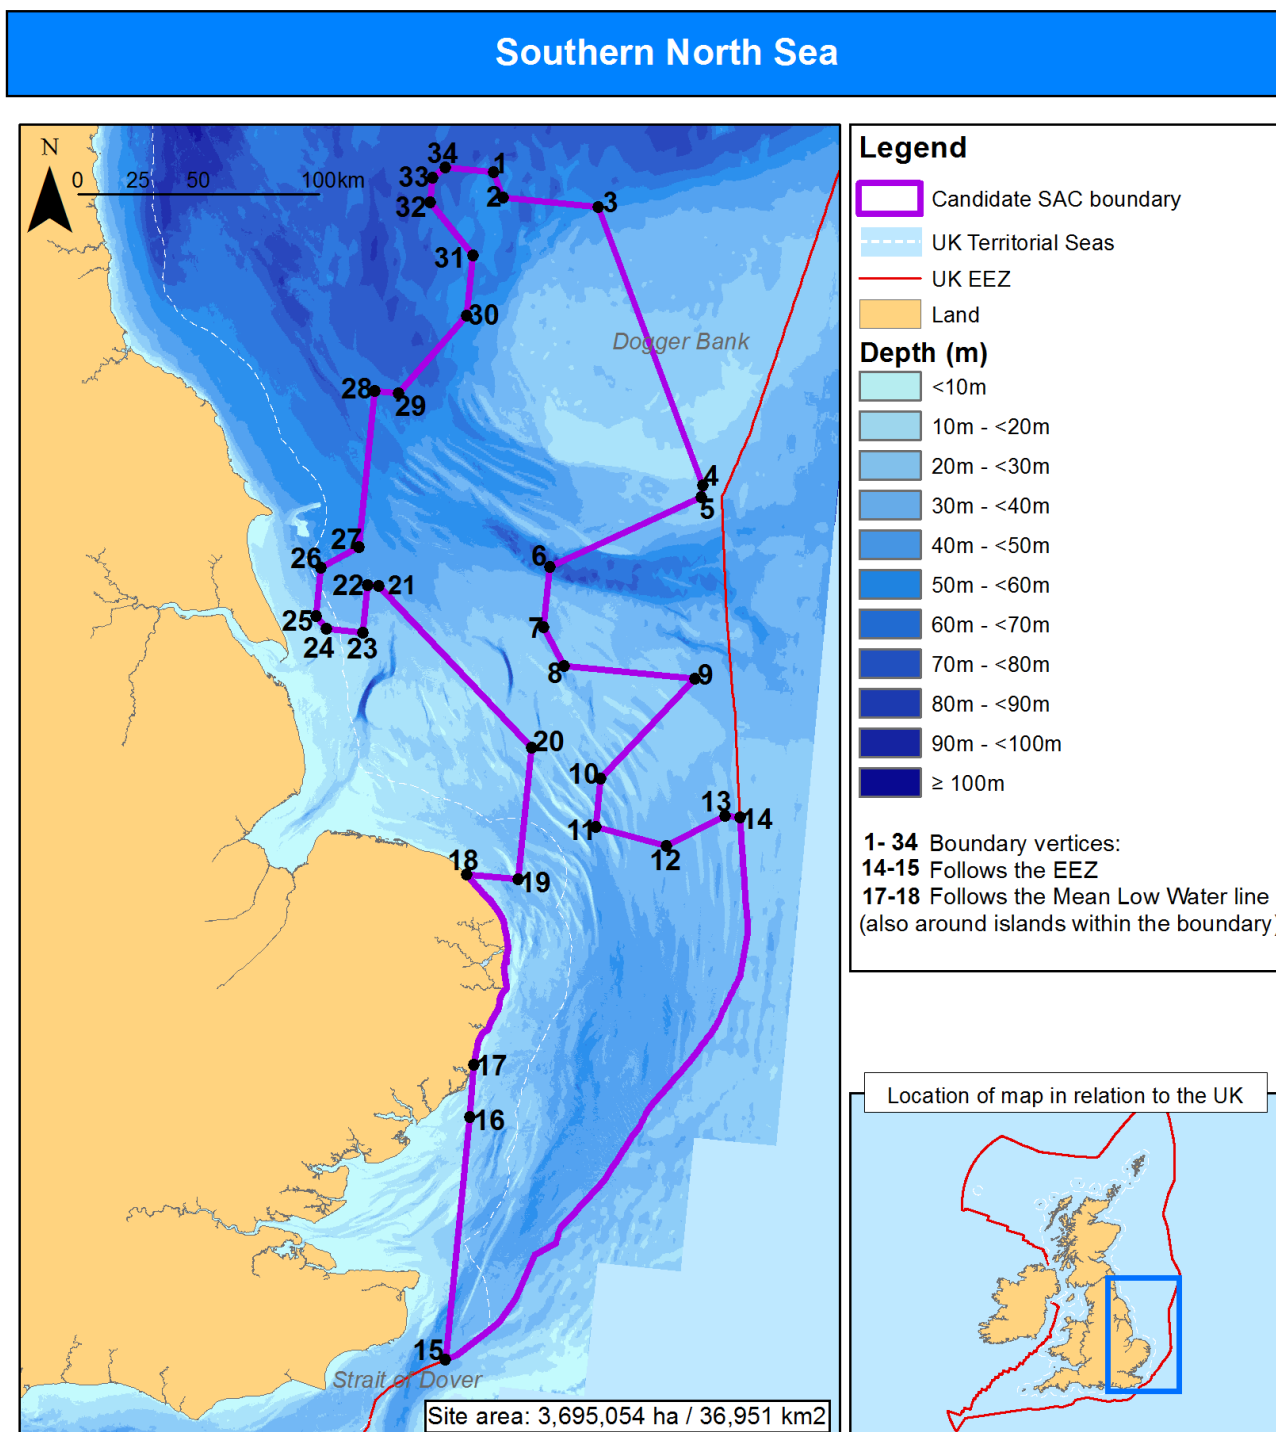 Southern North Sea
N
0 25 50 100km
34
1
33
2
3
32
31
30
Dogger Bank
28
29
4
5
27
6
26
22
21
25
7
24
23
8
9
20
10
13
14
11
12
18
19
17
16
15
Strait of Dover
Site area: 3,695,054 ha / 36,951 km2
Legend
Candidate SAC boundary
UK Territorial Seas
UK EEZ
Land
Depth (m)
<10m
10m - <20m
20m - <30m
30m - <40m
40m - <50m
50m - <60m
60m - <70m
70m - <80m
80m - <90m
90m - <100m
≥ 100m
1- 34 Boundary vertices:
14-15 Follows the EEZ
17-18 Follows the Mean Low Water line
(also around islands within the boundary)
Location of map in relation to the UK